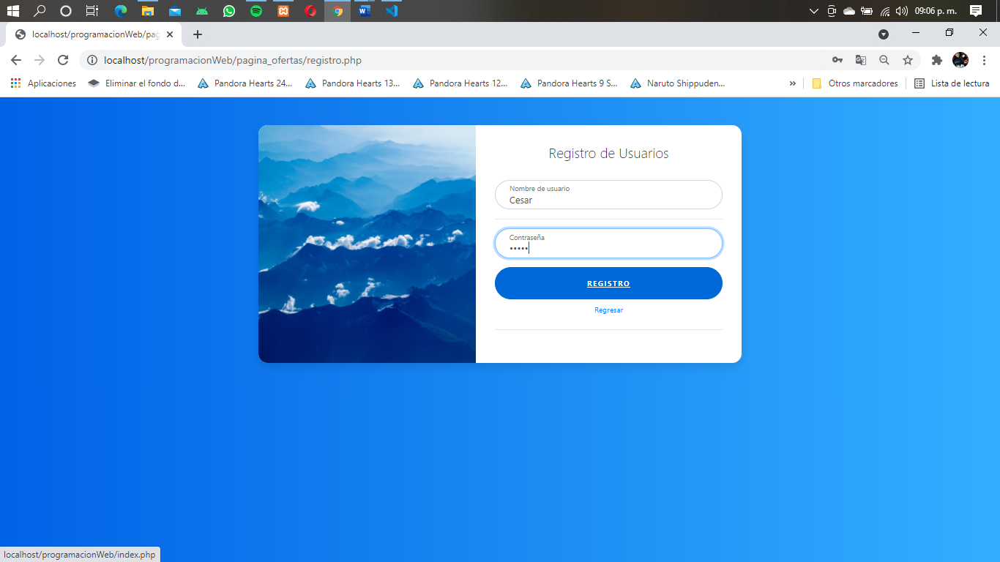 09:06 p. m.
localhost/programacionWeb/pag
localhost/programacionWeb/pagina_ofertas/registro.php
Aplicaciones
Eliminar el fondo d...
Pandora Hearts 24...
Pandora Hearts 13...
Pandora Hearts 12...
Pandora Hearts 9 S...
Naruto Shippuden...
»
Otros marcadores
Lista de lectura
Registro de Usuarios
Nombre de usuario
Cesar
Contraseña
•••••
REGISTRO
Regresar
localhost/programacionWeb/index.php